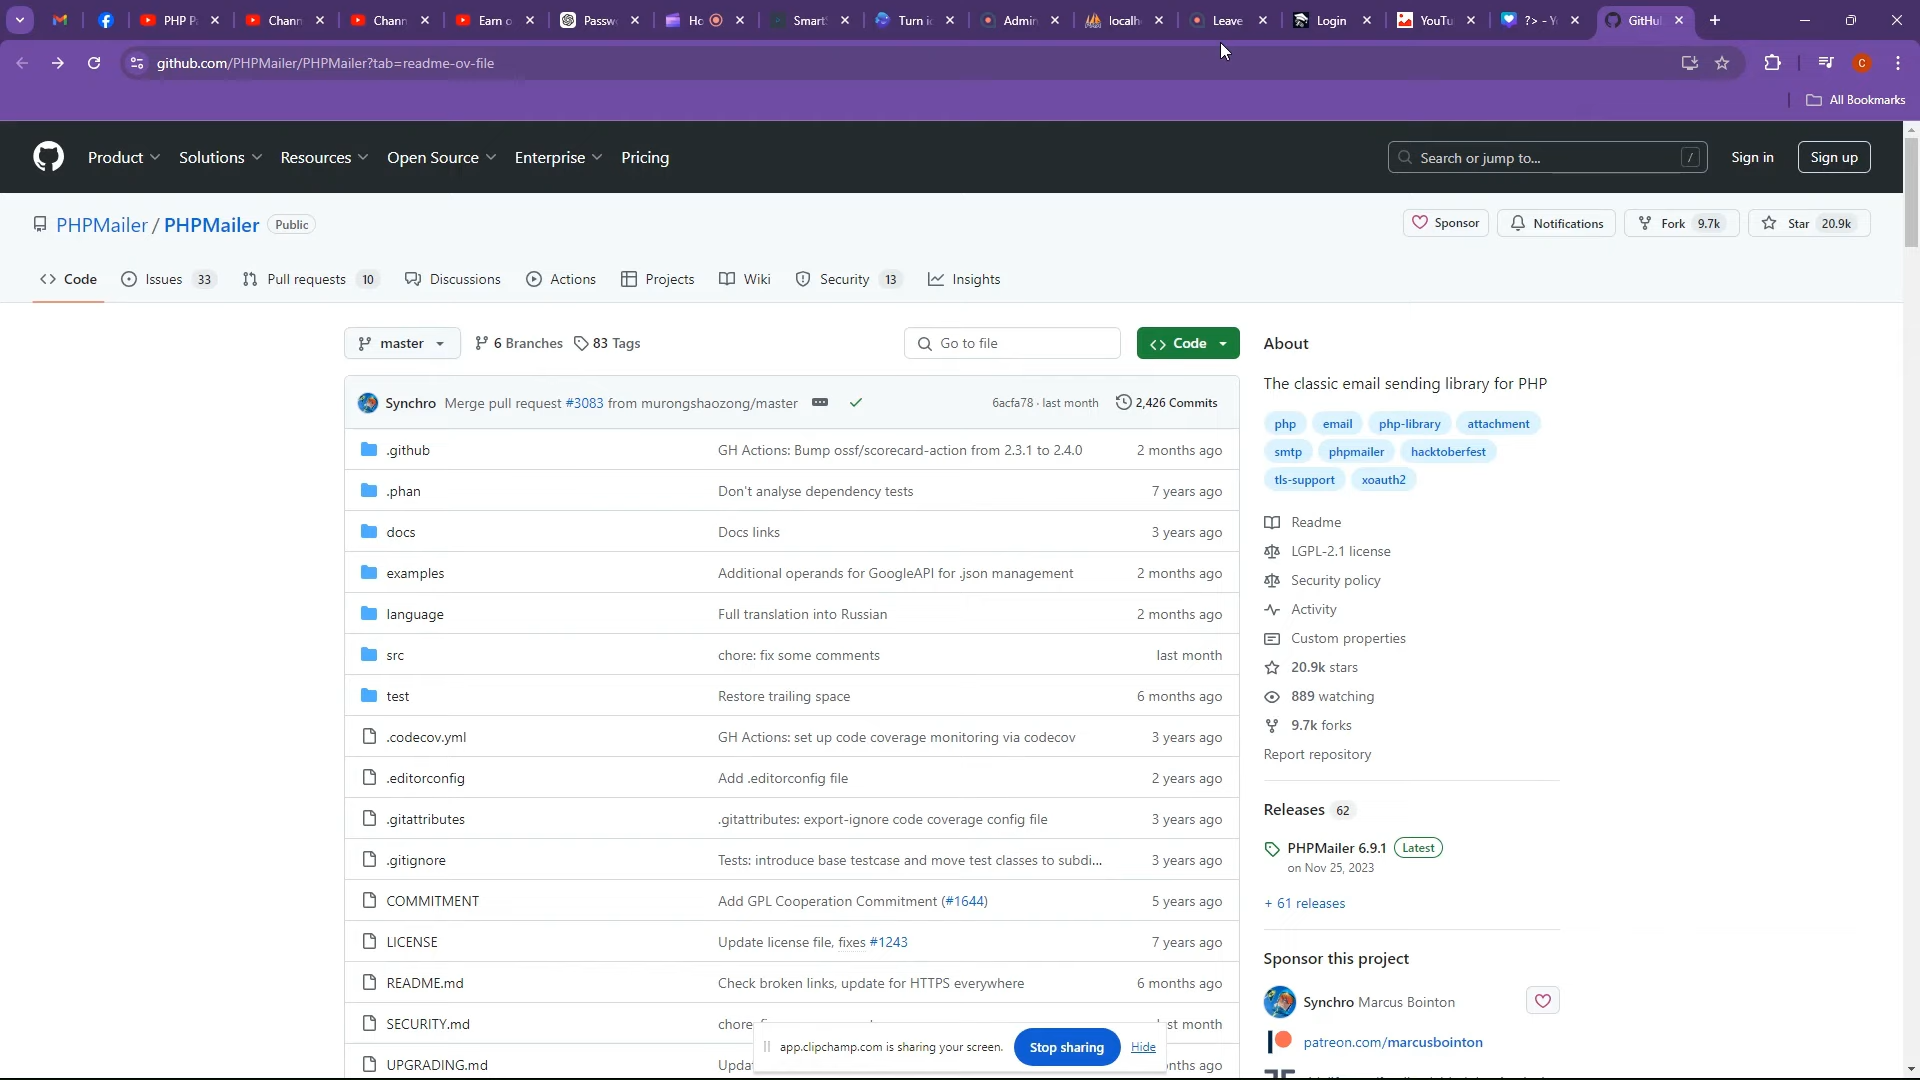 PHP P
Chann
Chann
Earn o
Passw
Ho
Smart
Turn i
Admin
localh
Leave
Login
YouTu
?> - Y
GitHu
github.com/PHPMailer/PHPMailer?tab=readme-ov-file
C
All Bookmarks
Product Solutions Resources Open Source Enterprise Pricing
Search or jump to... /
Sign in
Sign up
PHPMailer / PHPMailer Public
Sponsor Notifications Fork 9.7k Star 20.9k
Code Issues 33 Pull requests 10 Discussions Actions Projects Wiki Security 13 Insights
master 6 Branches 83 Tags
Go to file
Code
Synchro Merge pull request #3083 from murongshaozong/master 6acfa78 · last month 2,426 Commits
.github GH Actions: Bump ossf/scorecard-action from 2.3.1 to 2.4.0 2 months ago
.phan Don't analyse dependency tests 7 years ago
docs Docs links 3 years ago
examples Additional operands for GoogleAPI for .json management 2 months ago
language Full translation into Russian 2 months ago
src chore: fix some comments last month
test Restore trailing space 6 months ago
.codecov.yml GH Actions: set up code coverage monitoring via codecov 3 years ago
.editorconfig Add .editorconfig file 2 years ago
.gitattributes .gitattributes: export-ignore code coverage config file 3 years ago
.gitignore Tests: introduce base testcase and move test classes to subdi... 3 years ago
COMMITMENT Add GPL Cooperation Commitment (#1644) 5 years ago
LICENSE Update license file, fixes #1243 7 years ago
README.md Check broken links, update for HTTPS everywhere 6 months ago
SECURITY.md chore st month
UPGRADING.md Upda nths ago
About
The classic email sending library for PHP
php email php-library attachment
smtp phpmailer hacktoberfest
tls-support xoauth2
Readme
LGPL-2.1 license
Security policy
Activity
Custom properties
20.9k stars
889 watching
9.7k forks
Report repository
Releases 62
PHPMailer 6.9.1 Latest
on Nov 25, 2023
+ 61 releases
Sponsor this project
Synchro Marcus Bointon
patreon.com/marcusbointon
app.clipchamp.com is sharing your screen. Stop sharing Hide